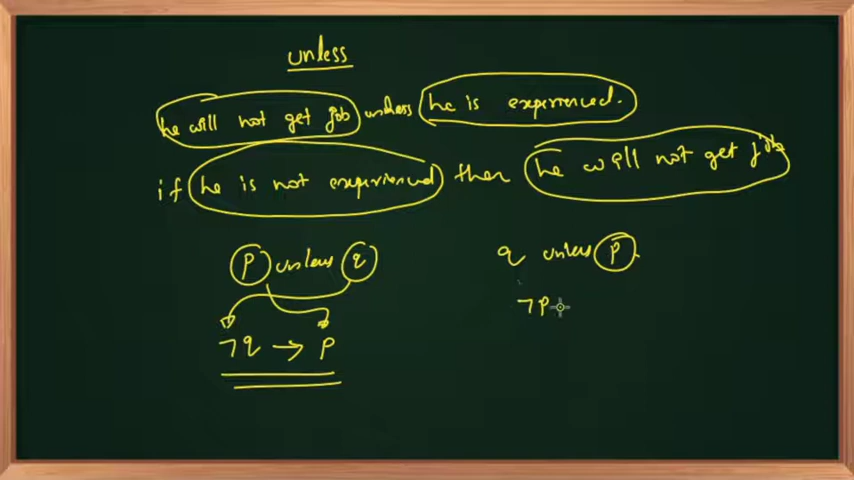 unless
he will not get job unless he is experienced.
if he is not experienced then he will not get job
p unless q
q unless p.
¬q → p
¬p